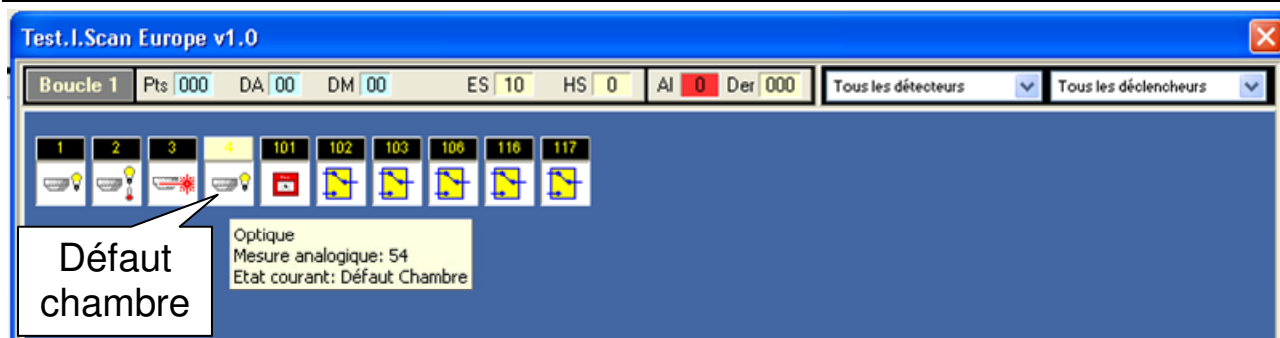 Test.I.Scan Europe v1.0
Boucle 1 Pts 000 DA 00 DM 00 ES 10 HS 0 Al 0 Der 000 Tous les détecteurs Tous les déclencheurs
1 2 3 4 101 102 103 106 116 117
Optique
Mesure analogique: 54
Etat courant: Défaut Chambre
Défaut
chambre